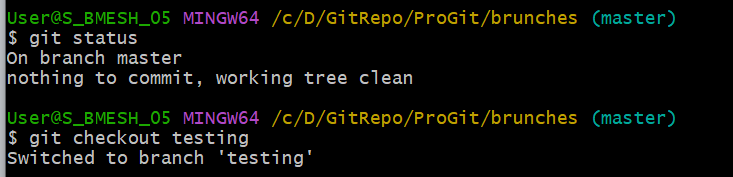 User@S_BMESH_05 MINGW64 /c/D/GitRepo/ProGit/brunches (master)
$ git status
On branch master
nothing to commit, working tree clean
User@S_BMESH_05 MINGW64 /c/D/GitRepo/ProGit/brunches (master)
$ git checkout testing
Switched to branch 'testing'